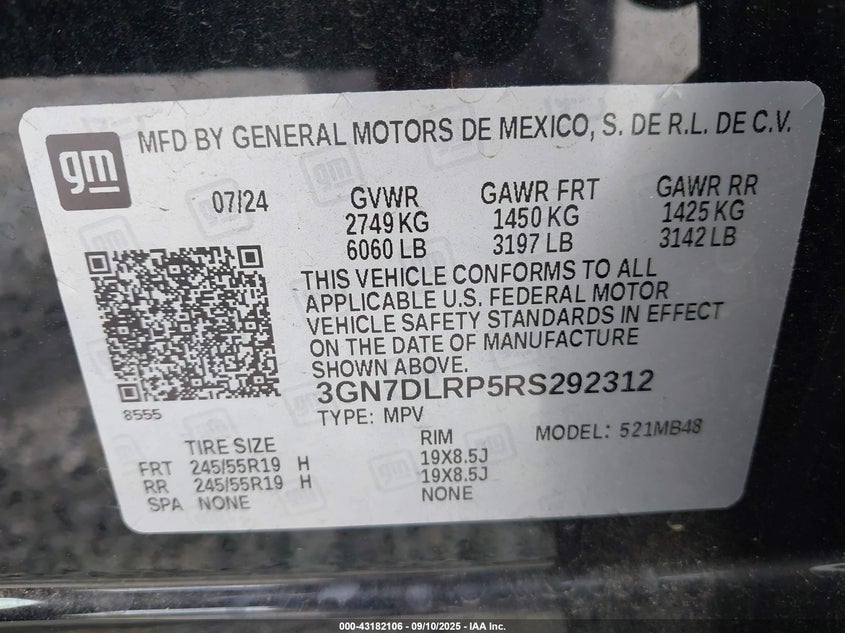 gm
MFD BY GENERAL MOTORS DE MEXICO, S. DE R.L. DE C.V.
07/24 GVWR GAWR FRT GAWR RR
2749 KG 1450 KG 1425 KG
6060 LB 3197 LB 3142 LB
THIS VEHICLE CONFORMS TO ALL
APPLICABLE U.S. FEDERAL MOTOR
VEHICLE SAFETY STANDARDS IN EFFECT
ON THE DATE OF MANUFACTURE
SHOWN ABOVE.
3GN7DLRP5RS292312
8555
TYPE: MPV MODEL: 521MB48
TIRE SIZE RIM
FRT 245/55R19 H 19X8.5J
RR 245/55R19 H 19X8.5J
SPA NONE NONE
000-43182106 - 09/10/2025 - IAA Inc.